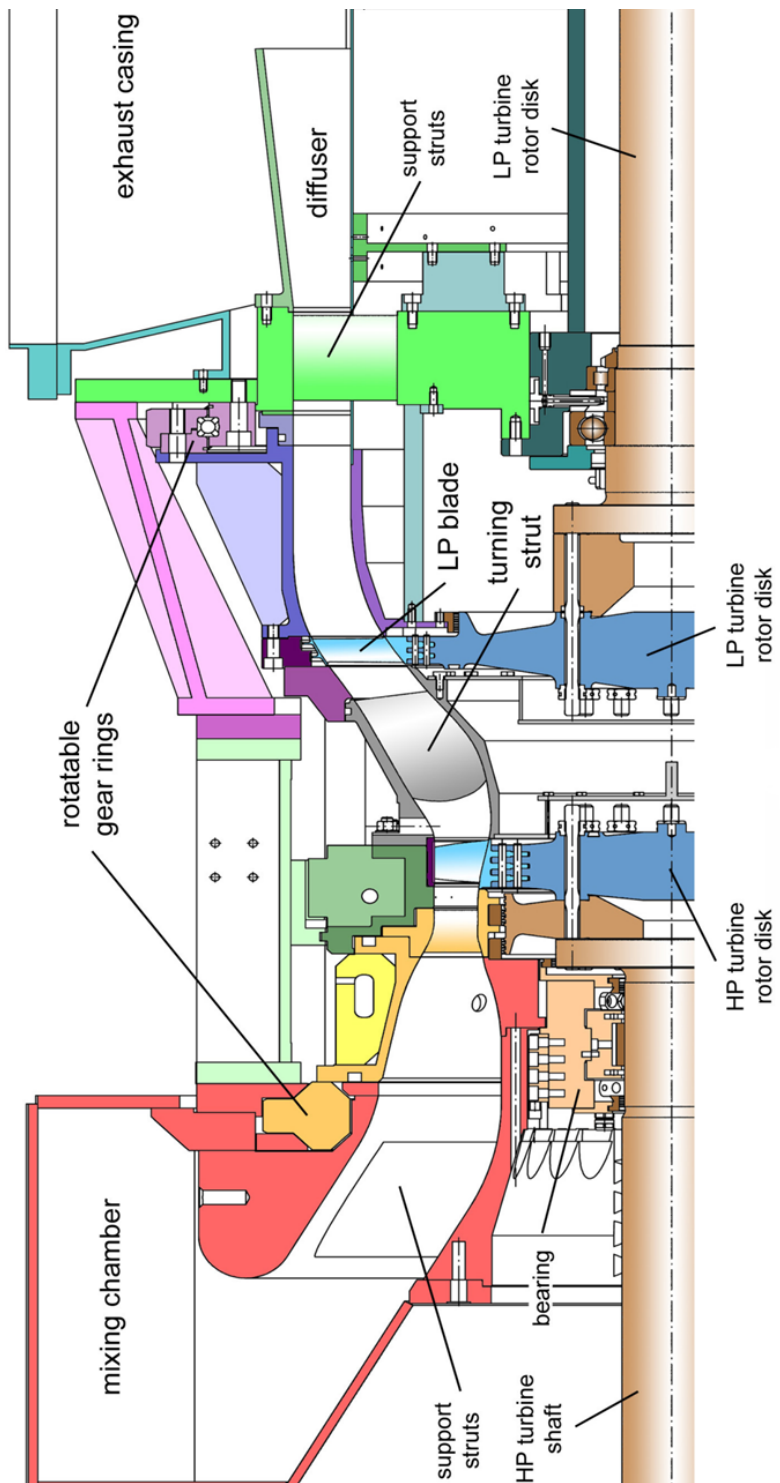 mixing chamber
exhaust casing
rotatable
gear rings
diffuser
support
struts
LP blade
turning
strut
LP turbine
rotor disk
support
struts
bearing
HP turbine
shaft
HP turbine
rotor disk
LP turbine
rotor disk